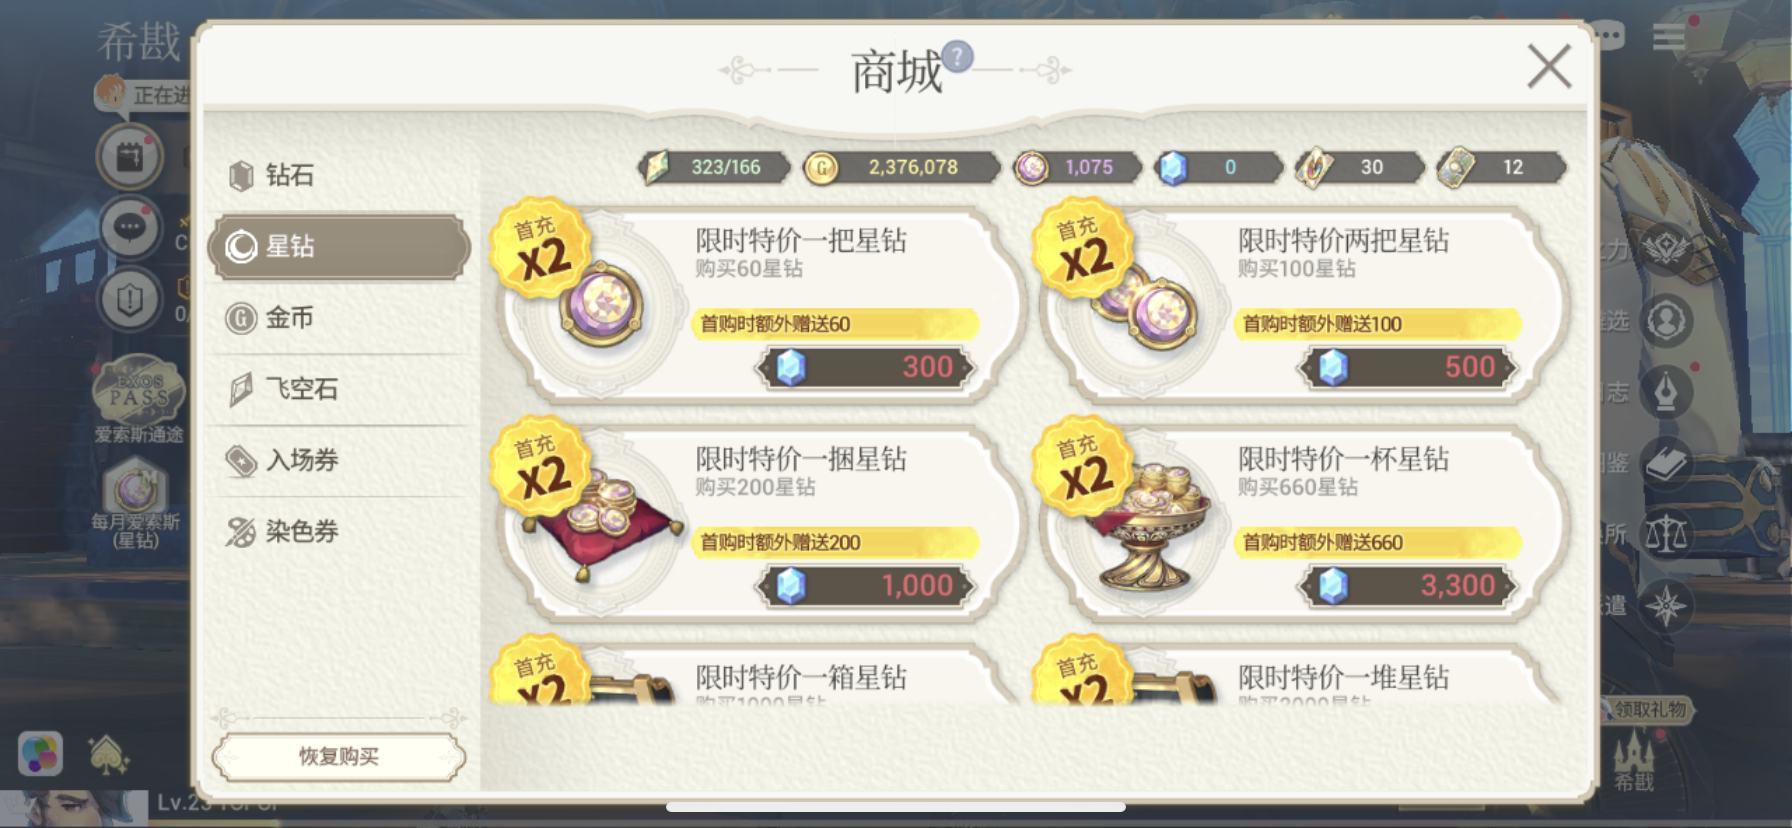 希戡
商城
?
正在进
钻石
星钻
金币
飞空石
入场券
染色券
恢复购买
323/166
2,376,078
1,075
0
30
12
首充
X2
限时特价一把星钻
购买60星钻
首购时额外赠送60
300
首充
X2
限时特价两把星钻
购买100星钻
首购时额外赠送100
500
首充
X2
限时特价一捆星钻
购买200星钻
首购时额外赠送200
1,000
首充
X2
限时特价一杯星钻
购买660星钻
首购时额外赠送660
3,300
首充
X2
限时特价一箱星钻
首充
X2
限时特价一堆星钻
EXOS
PASS
爱索斯通途
每月爱索斯
(星钻)
领取礼物
希戡
Lv.23